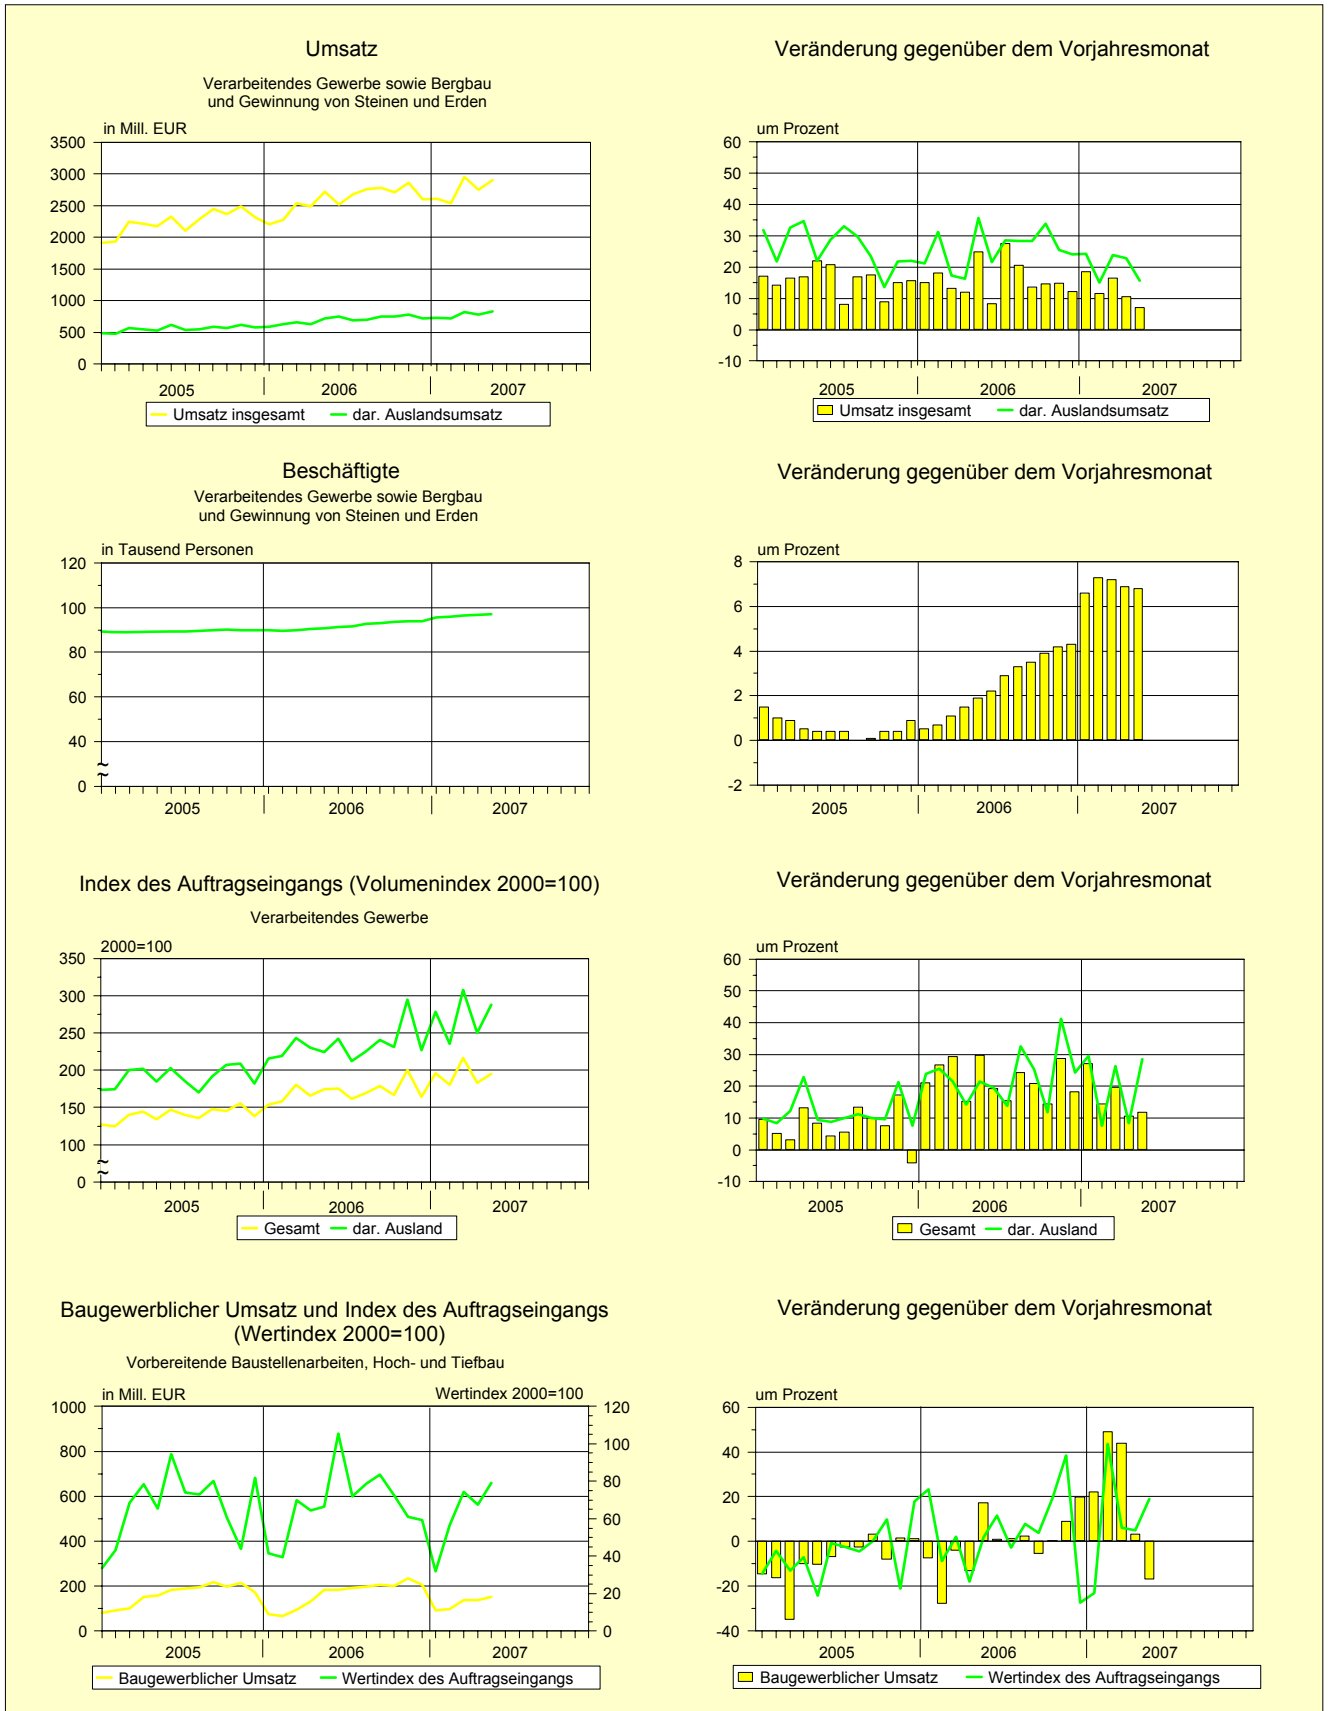 Umsatz
Verarbeitendes Gewerbe sowie Bergbau
und Gewinnung von Steinen und Erden
in Mill. EUR
3500
3000
2500
2000
1500
1000
500
0
2005
2006
2007
Umsatz insgesamt
dar. Auslandsumsatz
Veränderung gegenüber dem Vorjahresmonat
um Prozent
60
50
40
30
20
10
0
-10
2005
2006
2007
Umsatz insgesamt
dar. Auslandsumsatz
Beschäftigte
Verarbeitendes Gewerbe sowie Bergbau
und Gewinnung von Steinen und Erden
in Tausend Personen
120
100
80
60
40
0
2005
2006
2007
Veränderung gegenüber dem Vorjahresmonat
um Prozent
8
6
4
2
0
-2
2005
2006
2007
Index des Auftragseingangs (Volumenindex 2000=100)
Verarbeitendes Gewerbe
2000=100
350
300
250
200
150
100
0
2005
2006
2007
Gesamt
dar. Ausland
Veränderung gegenüber dem Vorjahresmonat
um Prozent
60
50
40
30
20
10
0
-10
2005
2006
2007
Gesamt
dar. Ausland
Baugewerblicher Umsatz und Index des Auftragseingangs
(Wertindex 2000=100)
Vorbereitende Baustellenarbeiten, Hoch- und Tiefbau
in Mill. EUR
Wertindex 2000=100
1000
800
600
400
200
0
120
100
80
60
40
20
0
2005
2006
2007
Baugewerblicher Umsatz
Wertindex des Auftragseingangs
Veränderung gegenüber dem Vorjahresmonat
um Prozent
60
40
20
0
-20
-40
2005
2006
2007
Baugewerblicher Umsatz
Wertindex des Auftragseingangs